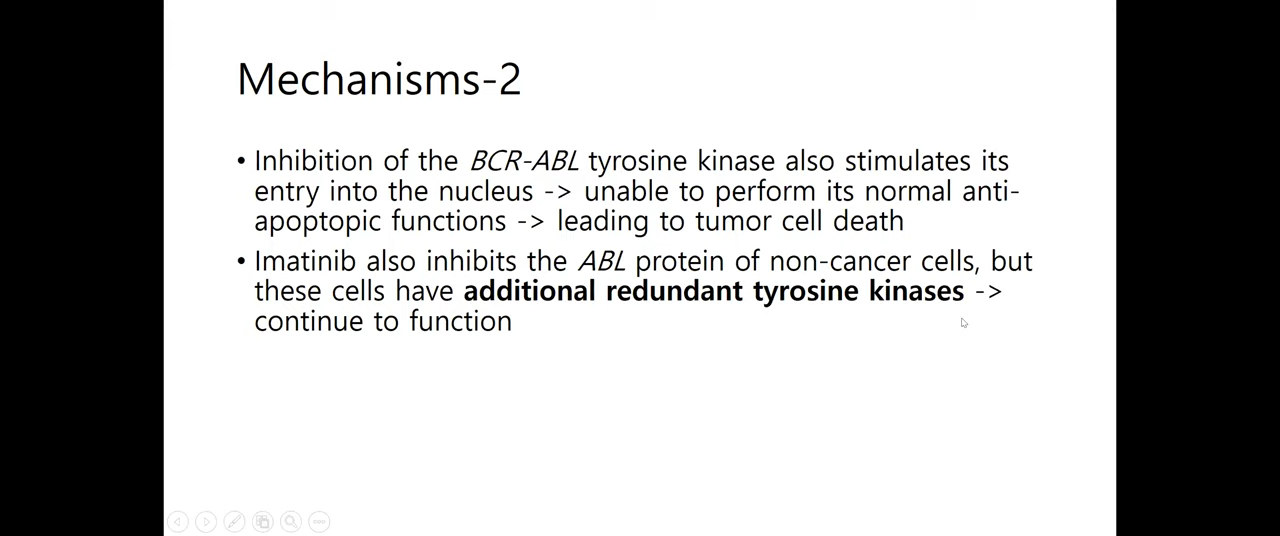 Mechanisms-2
• Inhibition of the BCR-ABL tyrosine kinase also stimulates its
entry into the nucleus -> unable to perform its normal anti-
apoptopic functions -> leading to tumor cell death
• Imatinib also inhibits the ABL protein of non-cancer cells, but
these cells have additional redundant tyrosine kinases ->
continue to function